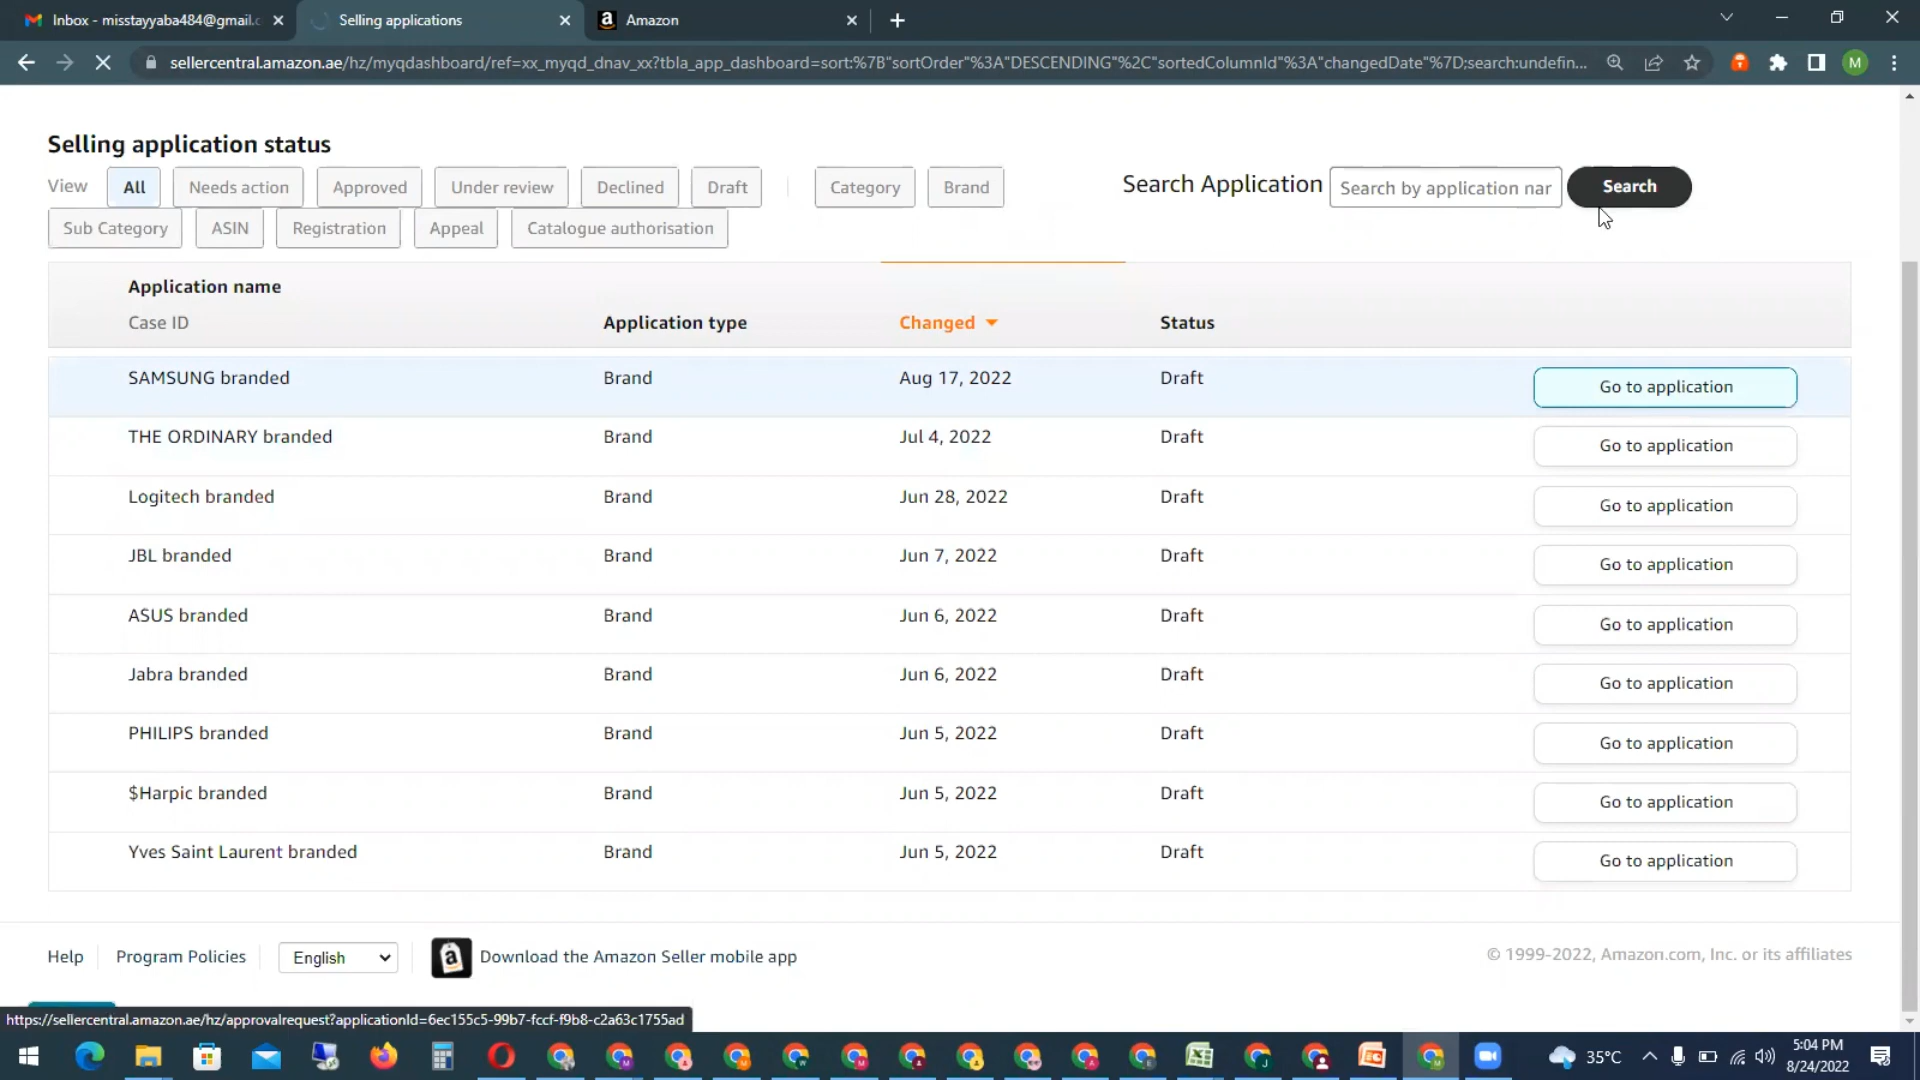 Inbox - misstayyaba484@gmail.c
Selling applications
Amazon
sellercentral.amazon.ae/hz/myqdashboard/ref=xx_myqd_dnav_xx?tbla_app_dashboard=sort:%7B"sortOrder"%3A"DESCENDING"%2C"sortedColumnId"%3A"changedDate"%7D;search:undefin...
M
Selling application status
View All Needs action Approved Under review Declined Draft Category Brand
Search Application Search by application nar Search
Sub Category ASIN Registration Appeal Catalogue authorisation
Application name
Case ID Application type Changed Status
SAMSUNG branded Brand Aug 17, 2022 Draft Go to application
THE ORDINARY branded Brand Jul 4, 2022 Draft Go to application
Logitech branded Brand Jun 28, 2022 Draft Go to application
JBL branded Brand Jun 7, 2022 Draft Go to application
ASUS branded Brand Jun 6, 2022 Draft Go to application
Jabra branded Brand Jun 6, 2022 Draft Go to application
PHILIPS branded Brand Jun 5, 2022 Draft Go to application
$Harpic branded Brand Jun 5, 2022 Draft Go to application
Yves Saint Laurent branded Brand Jun 5, 2022 Draft Go to application
Help Program Policies English Download the Amazon Seller mobile app © 1999-2022, Amazon.com, Inc. or its affiliates
https://sellercentral.amazon.ae/hz/approvalrequest?applicationId=6ec155c5-99b7-fccf-f9b8-c2a63c1755ad
35°C
5:04 PM
8/24/2022